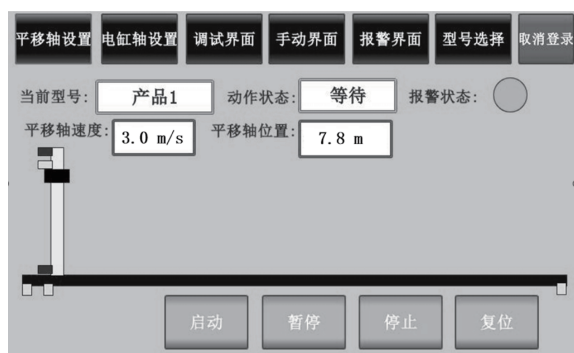 平移轴设置 电缸轴设置 调试界面 手动界面 报警界面 型号选择 取消登录
当前型号: 产品1 动作状态: 等待 报警状态:
平移轴速度: 3.0 m/s 平移轴位置: 7.8 m
启动 暂停 停止 复位